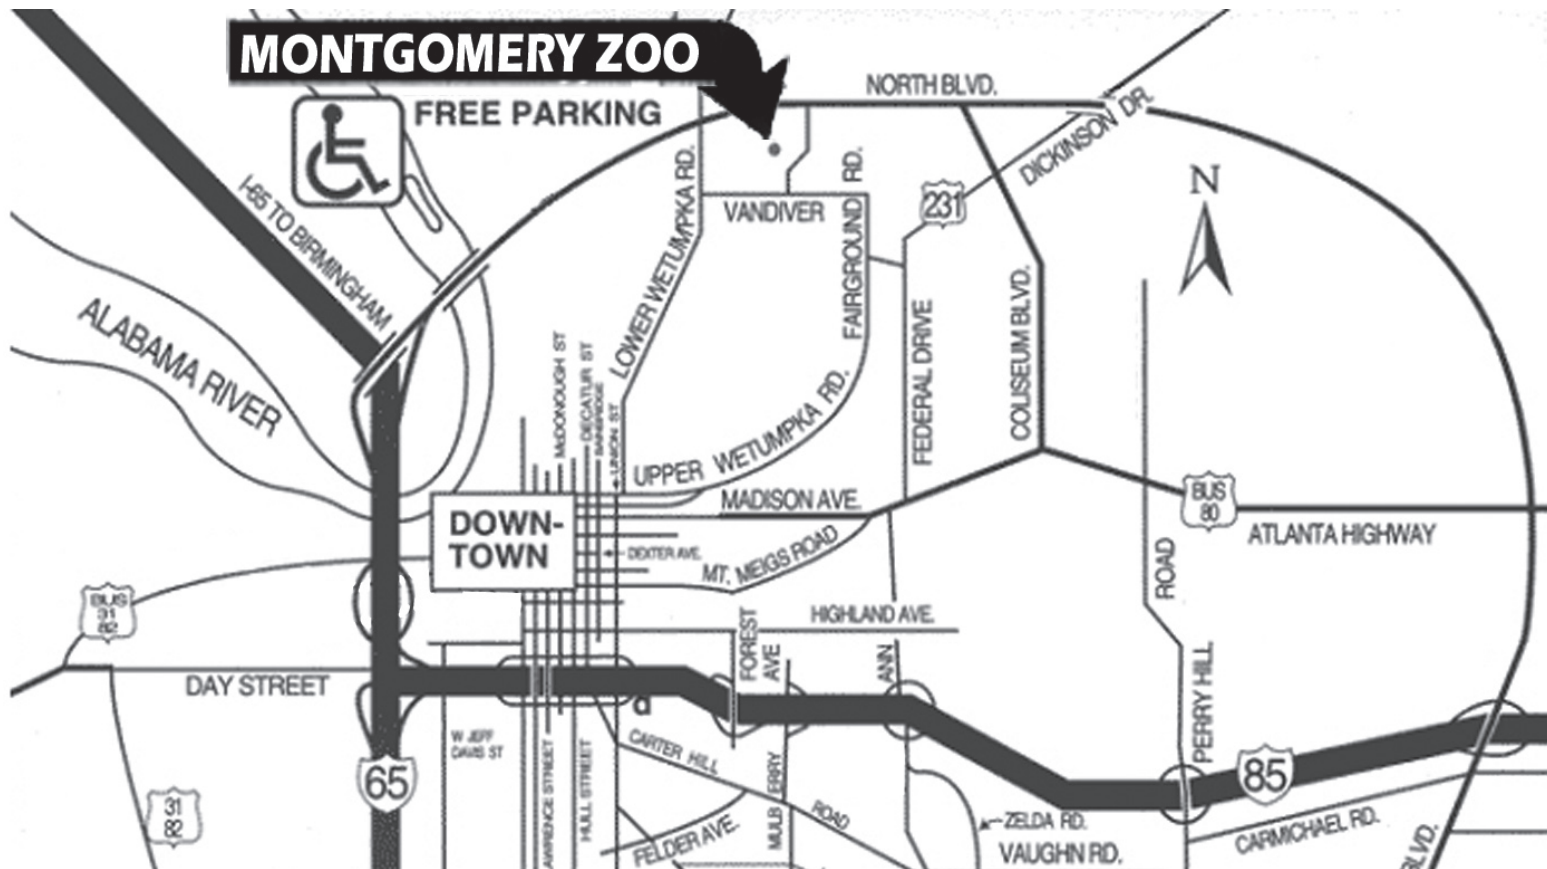 MONTGOMERY ZOO
FREE PARKING
NORTH BLVD.
DICKINSON DR.
N
I-65 TO BIRMINGHAM
LOWER WETUMPKA RD.
VANDIVER
FAIRGROUND RD.
231
ALABAMA RIVER
McDONOUGH ST
DECATUR ST
BAINBRIDGE
UNION ST
FEDERAL DRIVE
COLISEUM BLVD.
UPPER WETUMPKA RD.
MADISON AVE.
BUS
80
ATLANTA HIGHWAY
DOWN-
TOWN
DEXTER AVE.
MT. MEIGS ROAD
BUS
31
82
HIGHLAND AVE.
FOREST
AVE
ANN
PERRY HILL ROAD
DAY STREET
W JEFF
DAVIS ST
CARTER HILL ROAD
65
85
31
82
LAWRENCE STREET
HULL STREET
MULBERRY
FELDER AVE.
ZELDA RD.
VAUGHN RD.
CARMICHAEL RD.
BLVD.